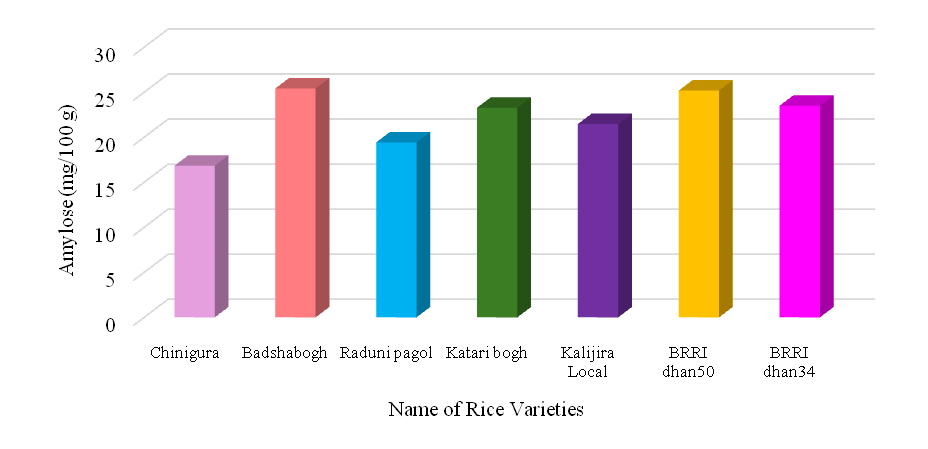 30
25
20
15
10
5
0
Amylose (mg/100 g)
Chinigura
Badshabogh
Raduni pagol
Katari bogh
Kalijira
Local
BRRI
dhan50
BRRI
dhan34
Name of Rice Varieties